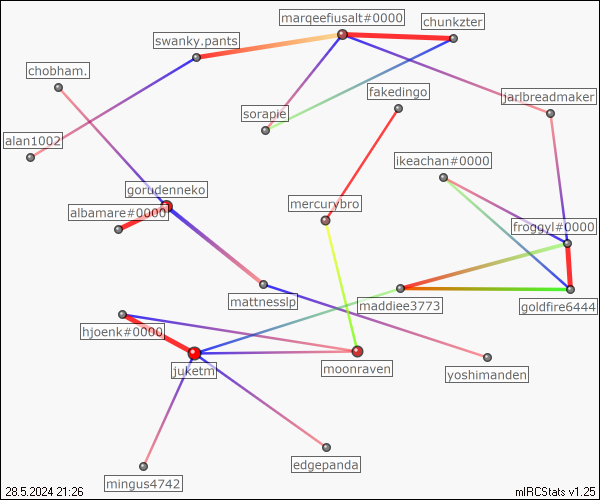 marqeefiusalt#0000
chunkzter
swanky.pants
chobham.
fakedingo
jarlbreadmaker
sorapie
alan1002
ikeachan#0000
gorudenneko
mercurybro
albamare#0000
froggyl#0000
mattnesslp
maddiee3773
goldfire6444
hjoenk#0000
juketm
moonraven
yoshimanden
edgepanda
mingus4742
28.5.2024 21:26
mIRCStats v1.25